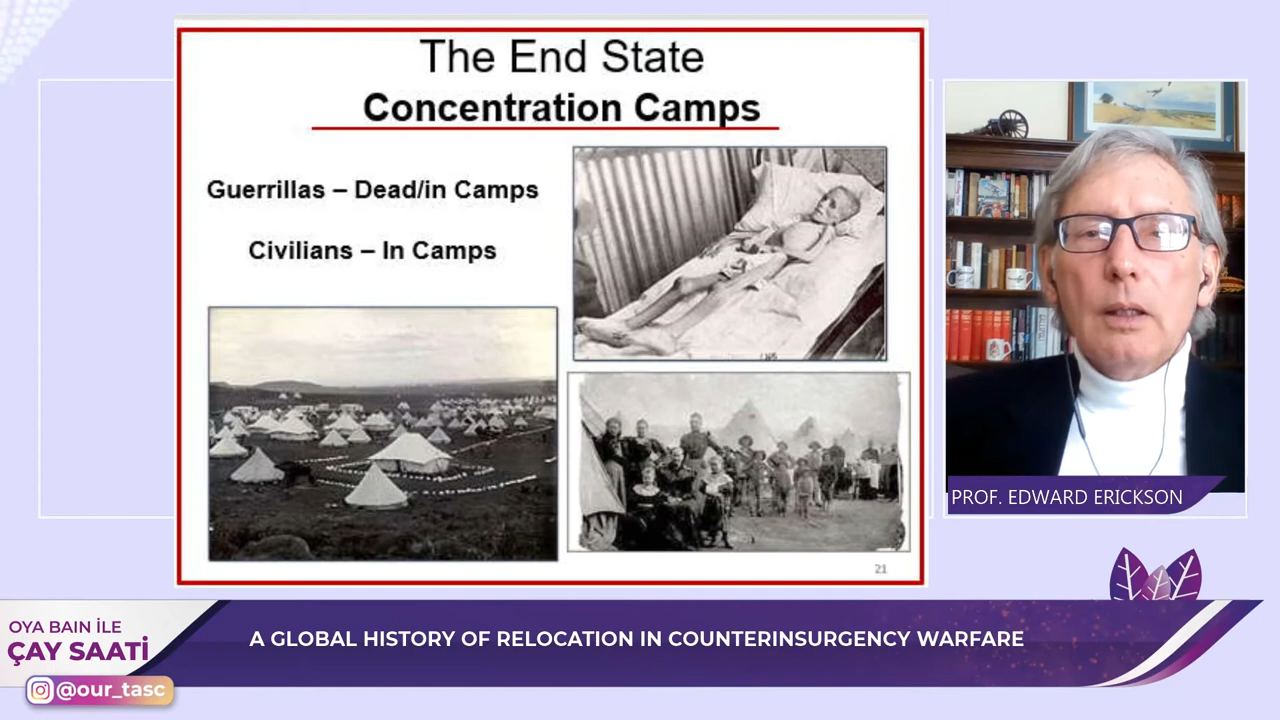 The End State
Concentration Camps
Guerrillas – Dead/in Camps
Civilians – In Camps
21
PROF. EDWARD ERICKSON
OYA BAIN İLE
ÇAY SAATİ
A GLOBAL HISTORY OF RELOCATION IN COUNTERINSURGENCY WARFARE
@our_tasc